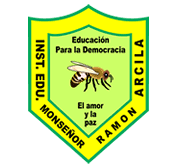 INST. EDU. MONSEÑOR RAMON ARCILA
Educación
Para la Democracia
El amor
y la
paz